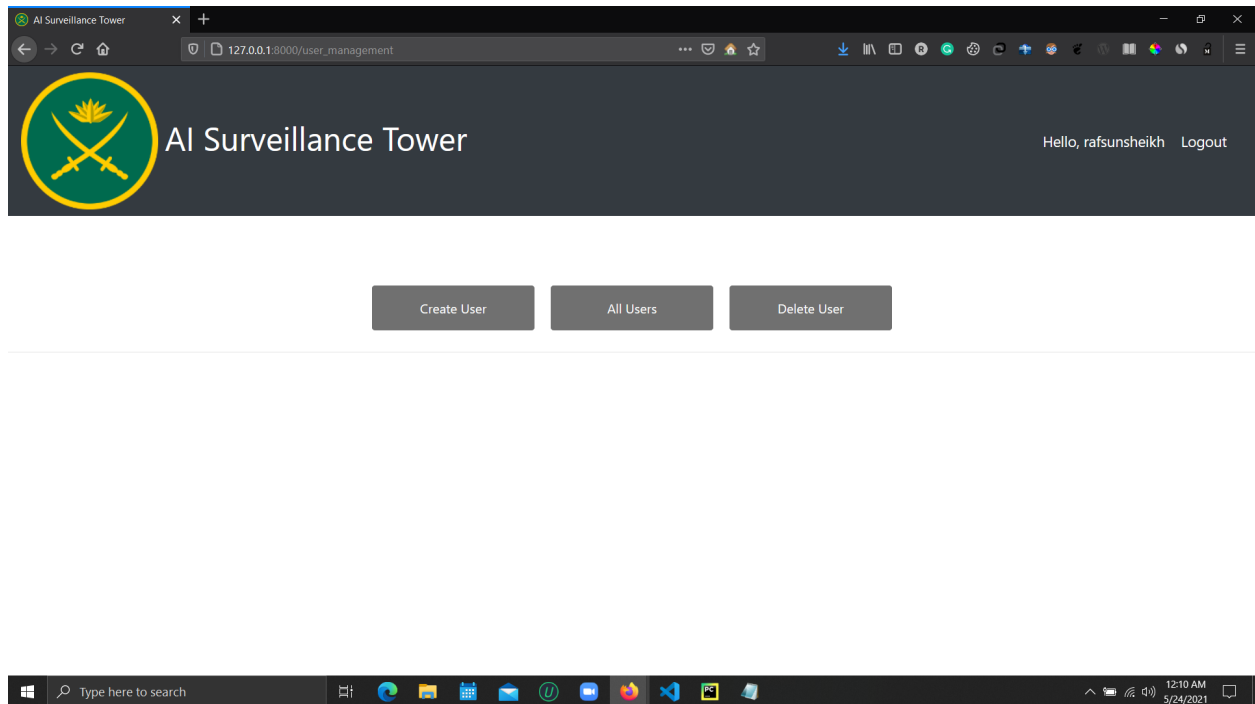 AI Surveillance Tower
127.0.0.1:8000/user_management
AI Surveillance Tower
Hello, rafsunsheikh Logout
Create User All Users Delete User
Type here to search
12:10 AM
5/24/2021